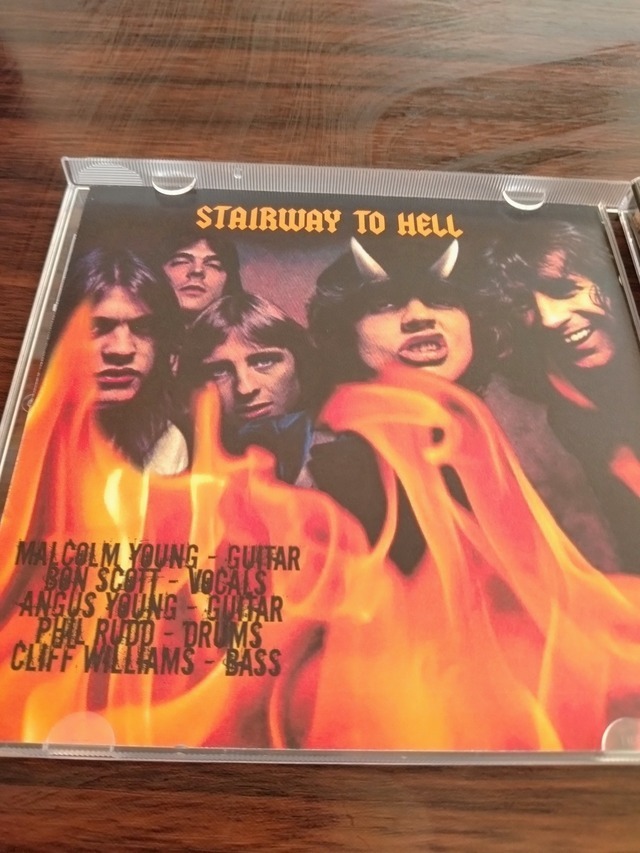 STAIRWAY TO HELL
MALCOLM YOUNG - GUITAR
BON SCOTT - VOCALS
ANGUS YOUNG - GUITAR
PHIL RUDD - DRUMS
CLIFF WILLIAMS - BASS